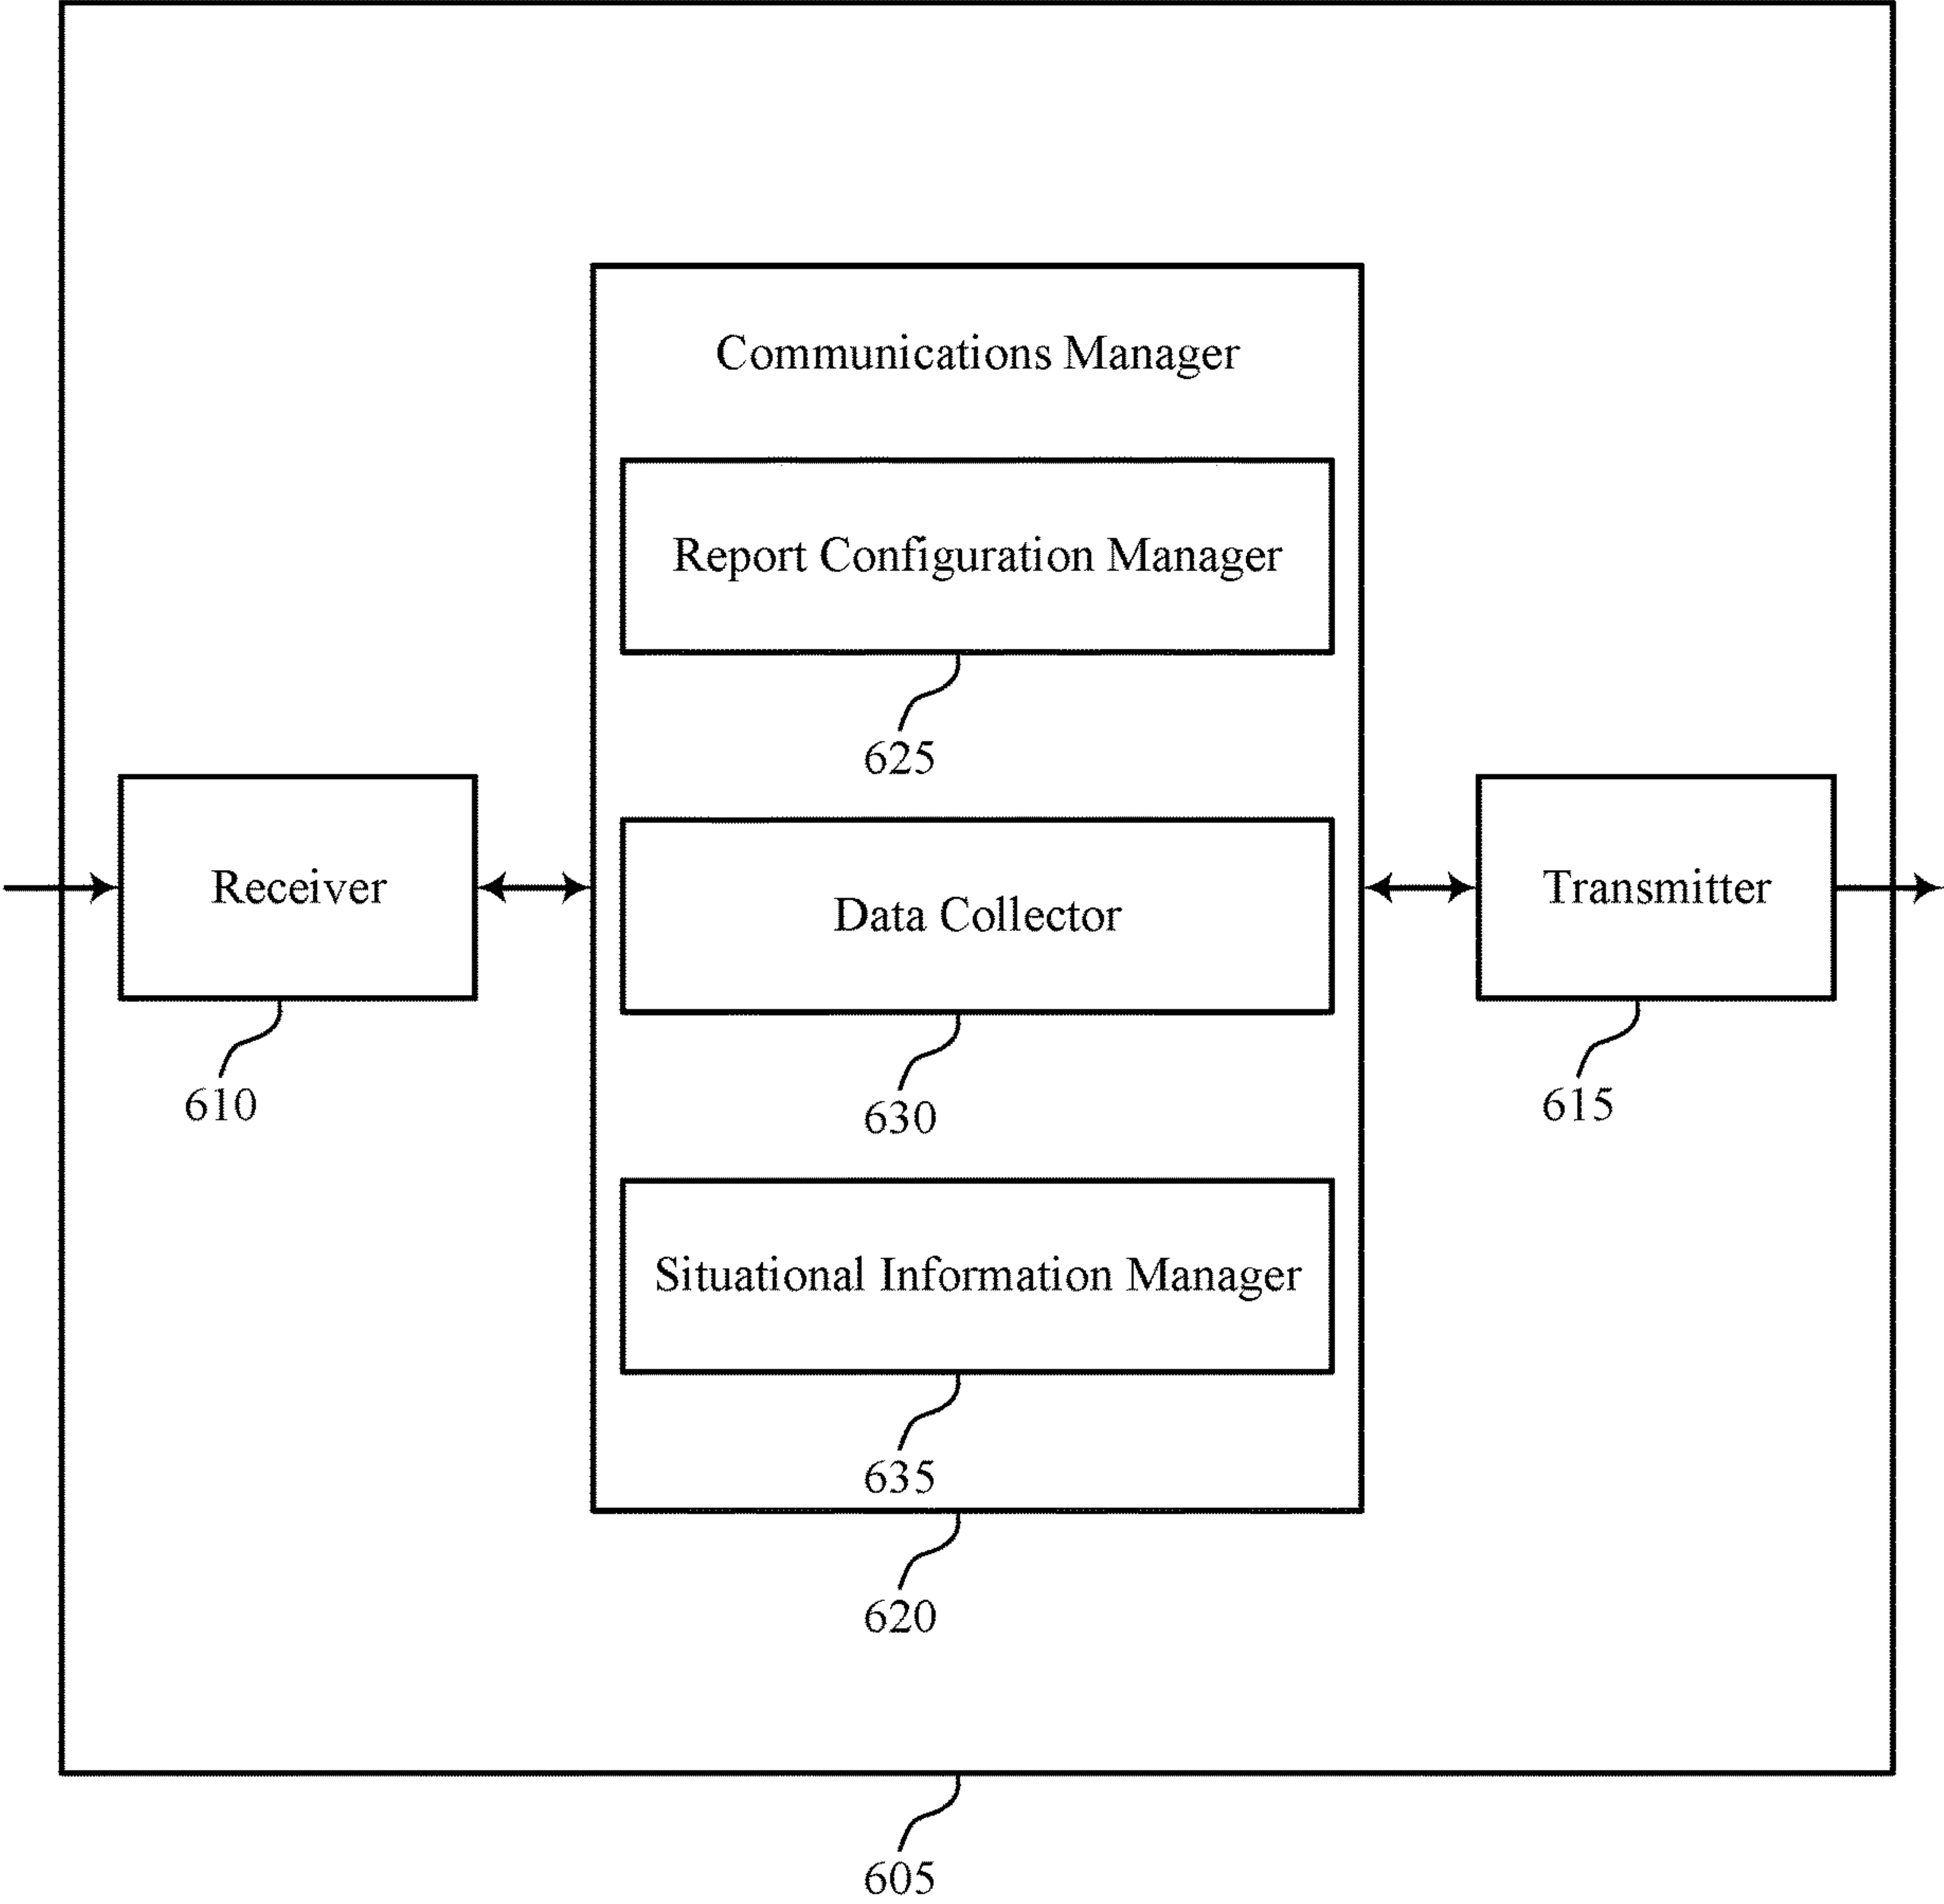 Communications Manager
Report Configuration Manager
625
Receiver
610
Data Collector
630
Transmitter
615
Situational Information Manager
635
620
605